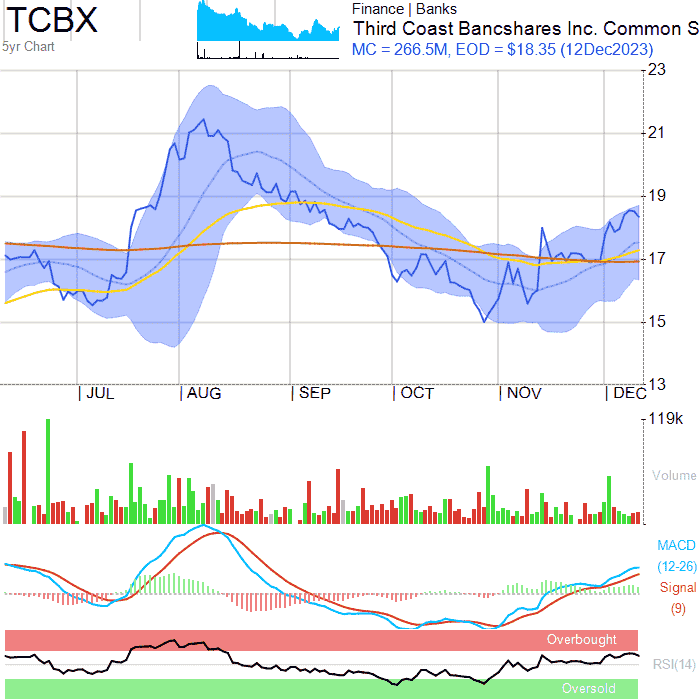 TCBX
5yr Chart
Finance | Banks
Third Coast Bancshares Inc. Common S
MC = 266.5M, EOD = $18.35 (12Dec2023)
23
21
19
17
15
13
| JUL | AUG | SEP | OCT | NOV | DEC
119k
Volume
MACD
(12-26)
Signal
(9)
Overbought
RSI(14)
Oversold